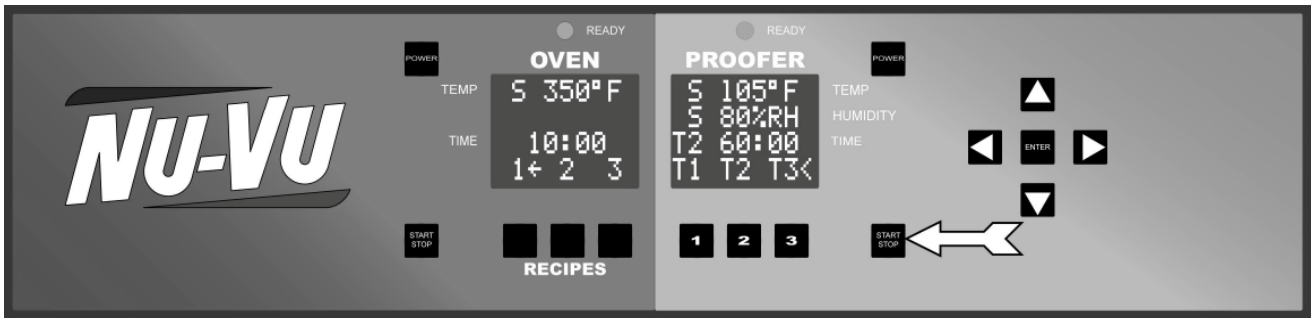 NU-VU
READY
POWER
OVEN
TEMP
S 350°F
TIME
10:00
1← 2 3
START
STOP
RECIPES
READY
PROOFER
POWER
S 105°F
TEMP
S 80%RH
HUMIDITY
T2 60:00
TIME
T1 T2 T3<
1 2 3
START
STOP
ENTER